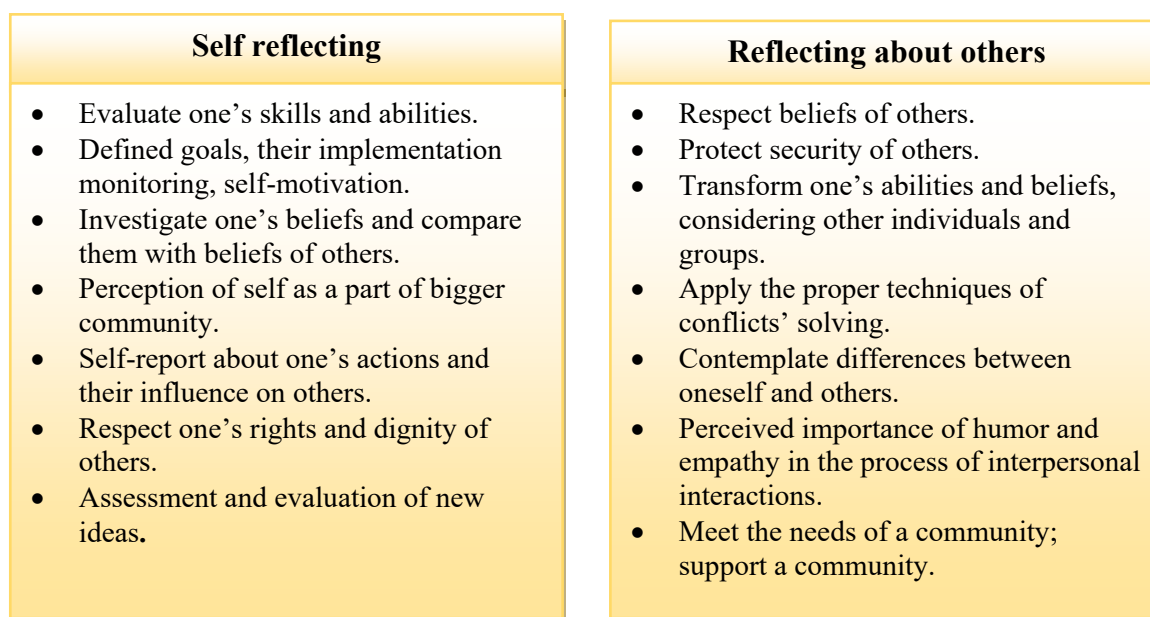 Self reflecting
• Evaluate one’s skills and abilities.
• Defined goals, their implementation
monitoring, self-motivation.
• Investigate one’s beliefs and compare
them with beliefs of others.
• Perception of self as a part of bigger
community.
• Self-report about one’s actions and
their influence on others.
• Respect one’s rights and dignity of
others.
• Assessment and evaluation of new
ideas.
Reflecting about others
• Respect beliefs of others.
• Protect security of others.
• Transform one’s abilities and beliefs,
considering other individuals and
groups.
• Apply the proper techniques of
conflicts’ solving.
• Contemplate differences between
oneself and others.
• Perceived importance of humor and
empathy in the process of interpersonal
interactions.
• Meet the needs of a community;
support a community.